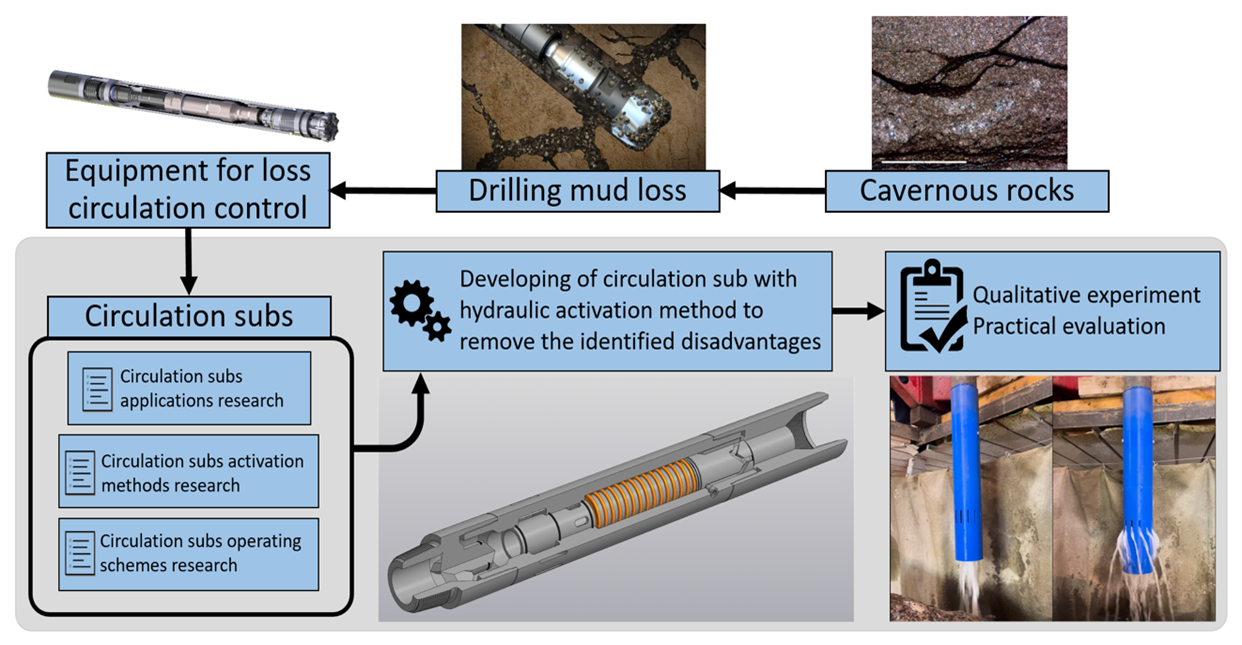 Equipment for loss
circulation control
Drilling mud loss
Cavernous rocks
Circulation subs
Circulation subs
applications research
Circulation subs activation
methods research
Circulation subs operating
schemes research
Developing of circulation sub with
hydraulic activation method to
remove the identified disadvantages
Qualitative experiment
Practical evaluation